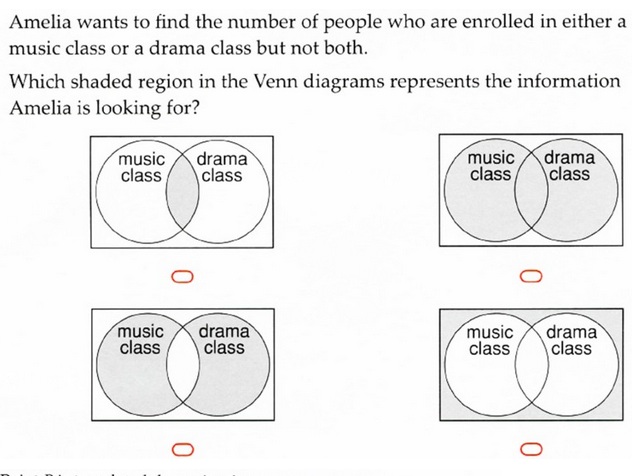 Amelia wants to find the number of people who are enrolled in either a
music class or a drama class but not both.
Which shaded region in the Venn diagrams represents the information
Amelia is looking for?
music
class
drama
class
music
class
drama
class
music
class
drama
class
music
class
drama
class